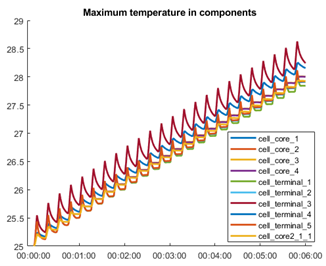 Maximum temperature in components
29
28.5
28
27.5
27
26.5
26
25.5
25
cell_core_1
cell_core_2
cell_core_3
cell_core_4
cell_terminal_1
cell_terminal_2
cell_terminal_3
cell_terminal_4
cell_terminal_5
cell_core2_1_1
00:00:00 00:01:00 00:02:00 00:03:00 00:04:00 00:05:00 00:06:00